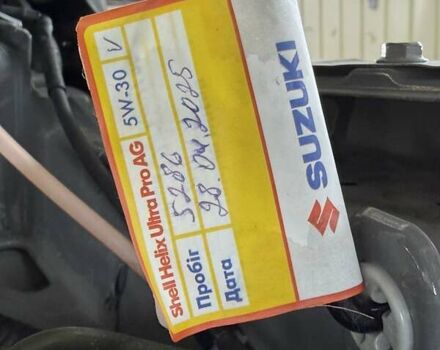 Shell Helix Ultra Pro AG 5W-30 V
Пробіг 5286
Дата 28.04.2025
SUZUKI